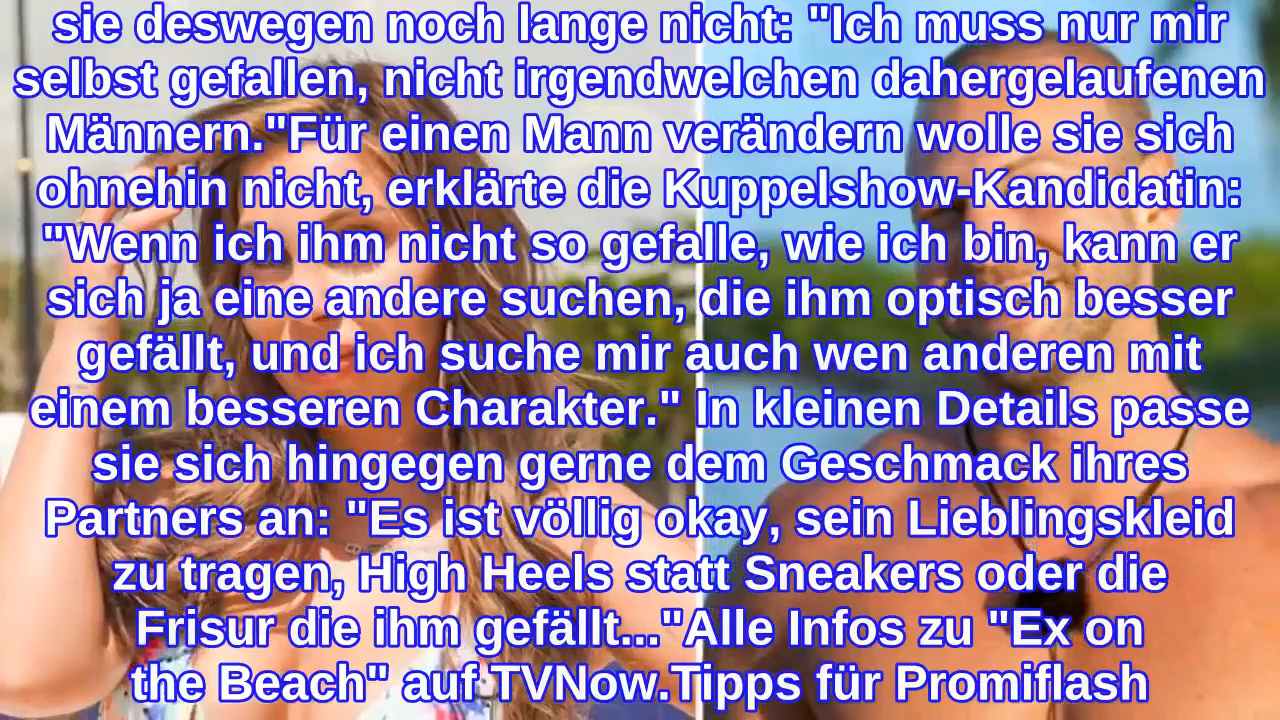 sie deswegen noch lange nicht: "Ich muss nur mir
selbst gefallen, nicht irgendwelchen dahergelaufenen
Männern."Für einen Mann verändern wolle sie sich
ohnehin nicht, erklärte die Kuppelshow-Kandidatin:
"Wenn ich ihm nicht so gefalle, wie ich bin, kann er
sich ja eine andere suchen, die ihm optisch besser
gefällt, und ich suche mir auch wen anderen mit
einem besseren Charakter." In kleinen Details passe
sie sich hingegen gerne dem Geschmack ihres
Partners an: "Es ist völlig okay, sein Lieblingskleid
zu tragen, High Heels statt Sneakers oder die
Frisur die ihm gefällt..."Alle Infos zu "Ex on
the Beach" auf TVNow.Tipps für Promiflash